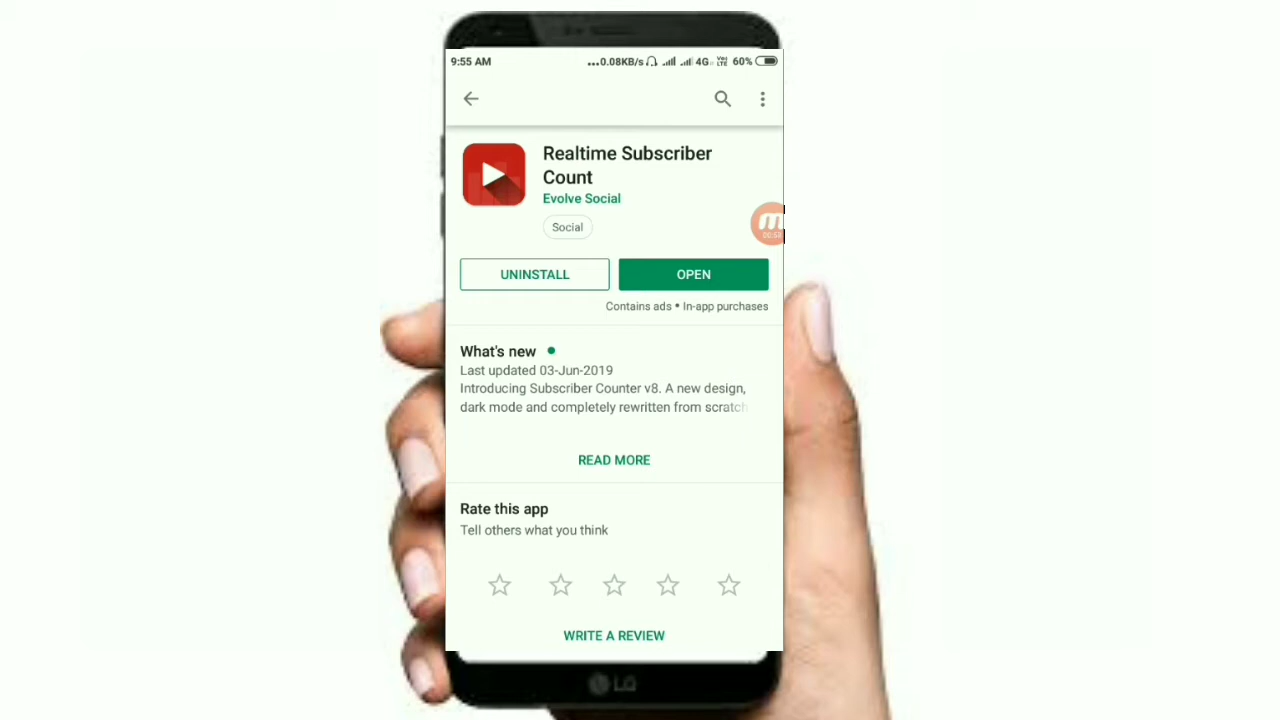 9:55 AM
...0.08KB/s 4G VoLTE 60%
Realtime Subscriber
Count
Evolve Social
Social
UNINSTALL
OPEN
Contains ads • In-app purchases
What's new
Last updated 03-Jun-2019
Introducing Subscriber Counter v8. A new design,
dark mode and completely rewritten from scratch
READ MORE
Rate this app
Tell others what you think
WRITE A REVIEW
LG